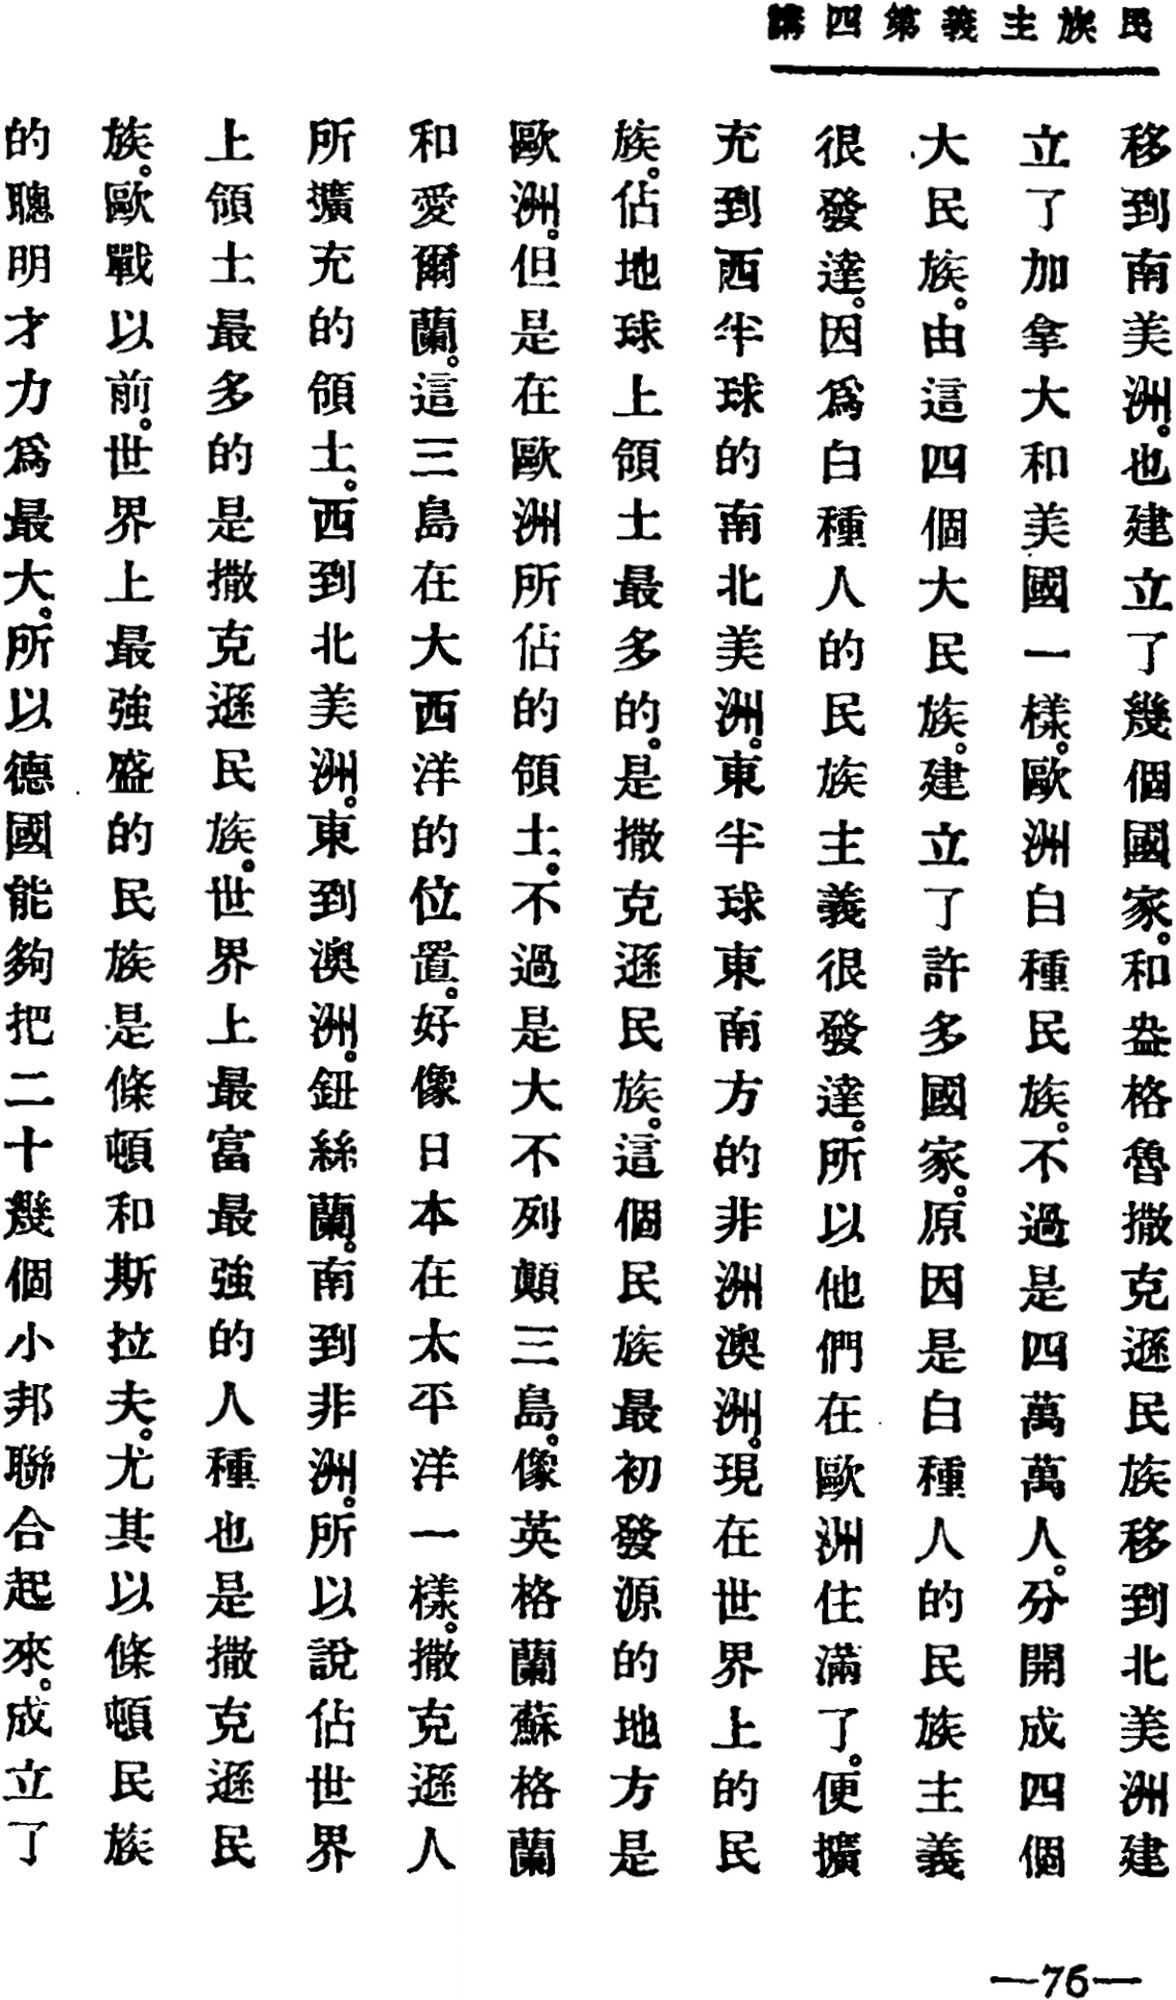 民族主義第四講
移到南美洲。也建立了幾個國家。和盎格魯撒克遜民族移到北美洲建
立了加拿大和美國一樣。歐洲白種民族。不過是四萬萬人。分開成四個
大民族。由這四個大民族。建立了許多國家。原因是白種人的民族主義
很發達。因爲白種人的民族主義很發達。所以他們在歐洲住滿了。便擴
充到西半球的南北美洲。東半球東南方的非洲澳洲。現在世界上的民
族。佔地球上領土最多的。是撒克遜民族。這個民族最初發源的地方是
歐洲。但是在歐洲所佔的領土。不過是大不列顛三島。像英格蘭蘇格蘭
和愛爾蘭。這三島在大西洋的位置。好像日本在太平洋一樣。撒克遜人
所擴充的領土。西到北美洲。東到澳洲。鈕絲蘭。南到非洲。所以說佔世界
上領土最多的是撒克遜民族。世界上最富最強的人種也是撒克遜民
族。歐戰以前。世界上最強盛的民族是條頓和斯拉夫。尤其以條頓民族
的聰明才力爲最大。所以德國能夠把二十幾個小邦聯合起來。成立了
—76—